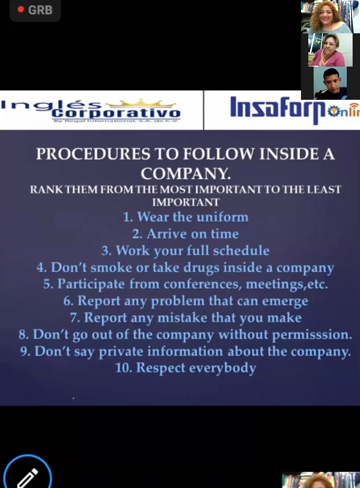 GRB
Inglés
Corporativo
Insaforp Onlin
PROCEDURES TO FOLLOW INSIDE A
COMPANY.
RANK THEM FROM THE MOST IMPORTANT TO THE LEAST
IMPORTANT
1. Wear the uniform
2. Arrive on time
3. Work your full schedule
4. Don't smoke or take drugs inside a company
5. Participate from conferences, meetings,etc.
6. Report any problem that can emerge
7. Report any mistake that you make
8. Don't go out of the company without permisssion.
9. Don't say private information about the company.
10. Respect everybody